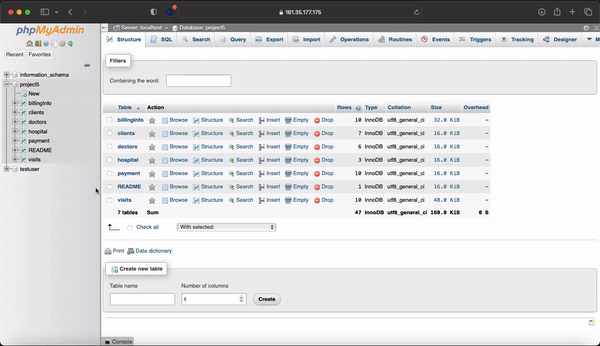 161.35.177.175
phpMyAdmin
Server: localhost » Database: project5
Recent Favorites
Structure SQL Search Query Export Import Operations Routines Events Triggers Tracking Designer M
information_schema
project5
New
billingInfo
clients
doctors
hospital
payment
README
visits
testuser
Filters
Containing the word:
Table Action Rows Type Collation Size Overhead
billingInfo Browse Structure Search Insert Empty Drop 10 InnoDB utf8_general_ci 32.0 KiB -
clients Browse Structure Search Insert Empty Drop 7 InnoDB utf8_general_ci 16.0 KiB -
doctors Browse Structure Search Insert Empty Drop 6 InnoDB utf8_general_ci 16.0 KiB -
hospital Browse Structure Search Insert Empty Drop 3 InnoDB utf8_general_ci 16.0 KiB -
payment Browse Structure Search Insert Empty Drop 10 InnoDB utf8_general_ci 16.0 KiB -
README Browse Structure Search Insert Empty Drop 1 InnoDB utf8_general_ci 16.0 KiB -
visits Browse Structure Search Insert Empty Drop 10 InnoDB utf8_general_ci 48.0 KiB -
7 tables Sum 47 InnoDB utf8_general_ci 160.0 KiB 0 B
Check all With selected:
Print Data dictionary
Create new table
Table name Number of columns
4 Create
Console